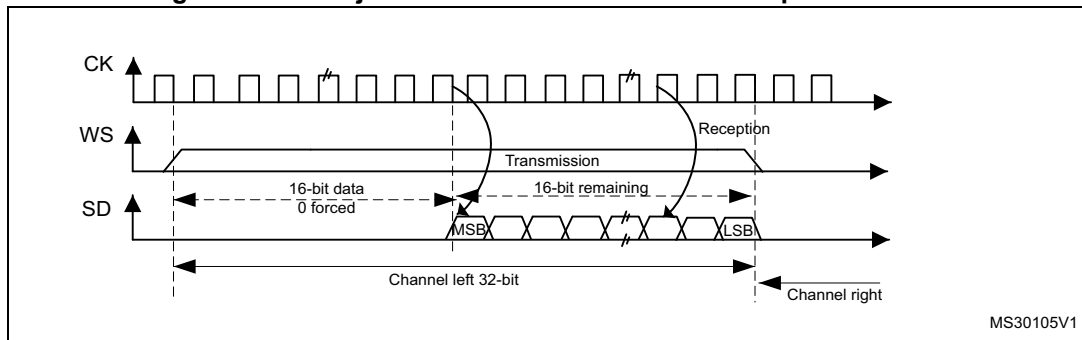 CK
Reception
WS
Transmission
16-bit data
0 forced
16-bit remaining
SD
MSB
LSB
Channel left 32-bit
Channel right
MS30105V1